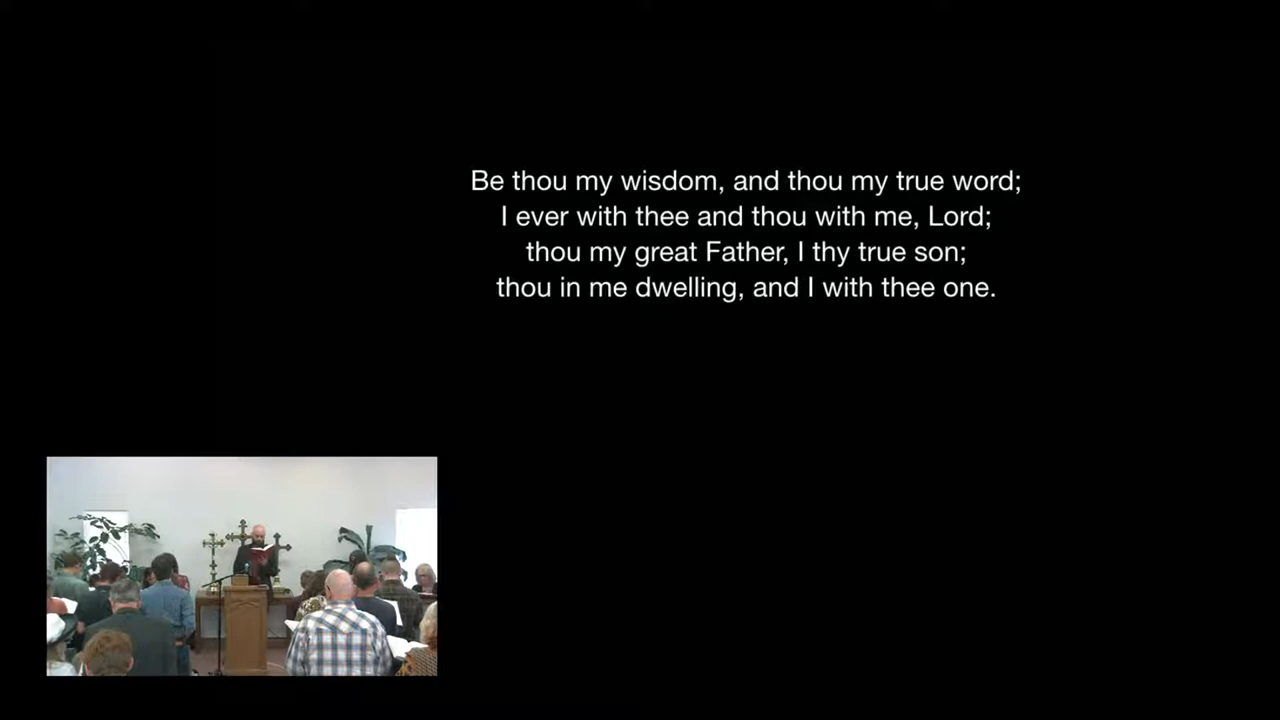 Be thou my wisdom, and thou my true word;
I ever with thee and thou with me, Lord;
thou my great Father, I thy true son;
thou in me dwelling, and I with thee one.